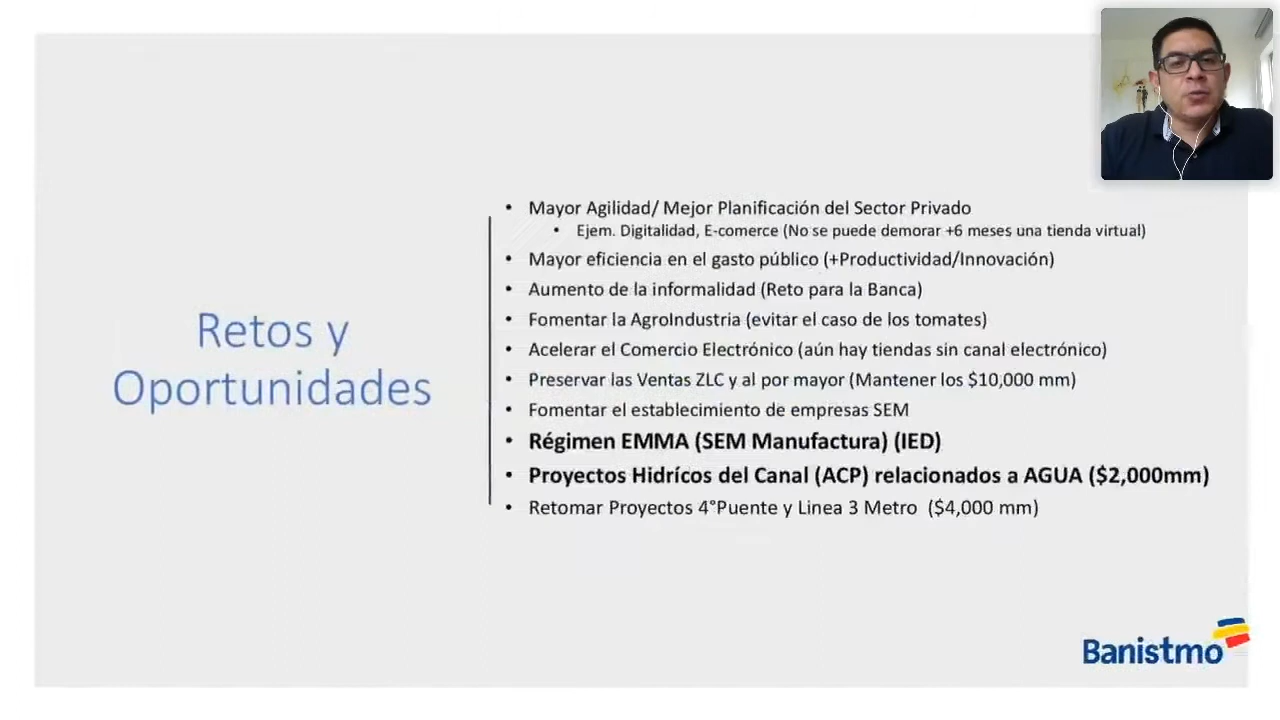 Retos y
Oportunidades
• Mayor Agilidad/ Mejor Planificación del Sector Privado
• Ejem. Digitalidad, E-comerce (No se puede demorar +6 meses una tienda virtual)
• Mayor eficiencia en el gasto público (+Productividad/Innovación)
• Aumento de la informalidad (Reto para la Banca)
• Fomentar la AgroIndustria (evitar el caso de los tomates)
• Acelerar el Comercio Electrónico (aún hay tiendas sin canal electrónico)
• Preservar las Ventas ZLC y al por mayor (Mantener los $10,000 mm)
• Fomentar el establecimiento de empresas SEM
• Régimen EMMA (SEM Manufactura) (IED)
• Proyectos Hidrícos del Canal (ACP) relacionados a AGUA ($2,000mm)
• Retomar Proyectos 4°Puente y Linea 3 Metro ($4,000 mm)
Banistmo